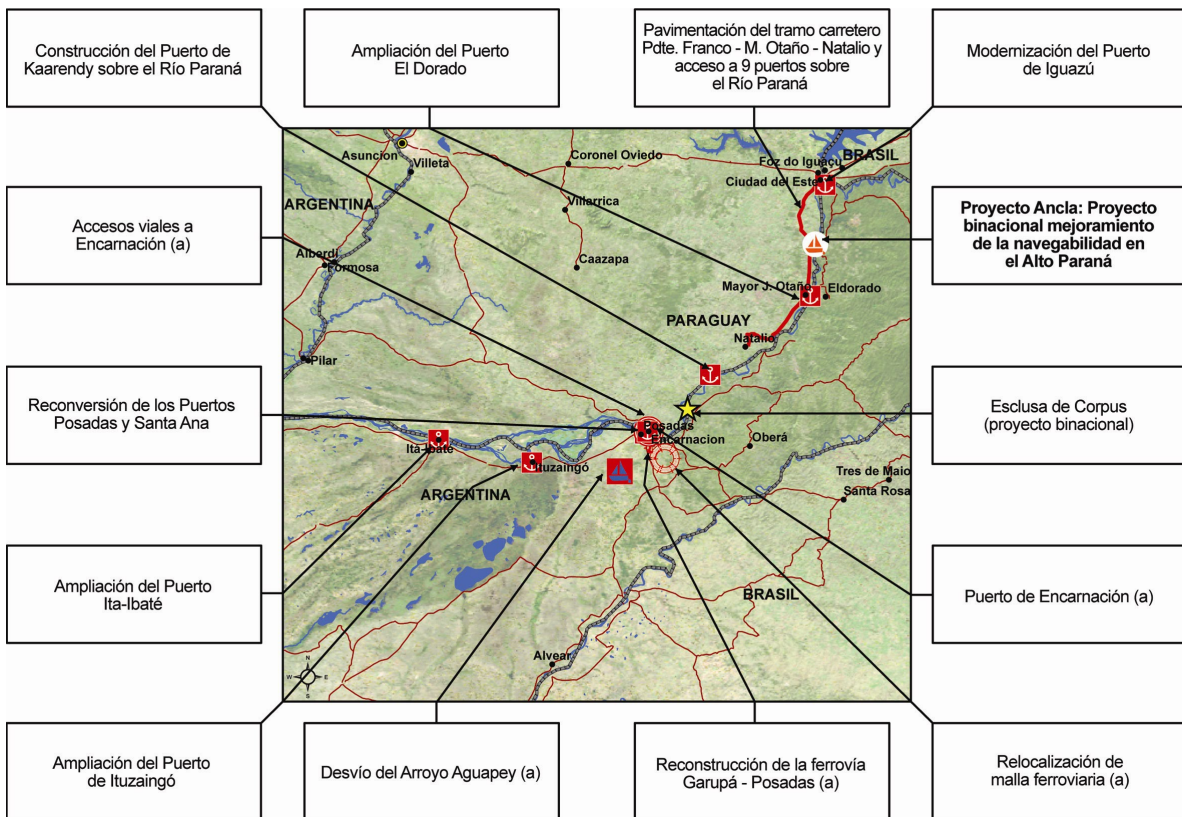 Construcción del Puerto de
Kaarendy sobre el Río Paraná
Ampliación del Puerto
El Dorado
Pavimentación del tramo carretero
Pdte. Franco - M. Otaño - Natalio y
acceso a 9 puertos sobre
el Río Paraná
Modernización del Puerto
de Iguazú
Accesos viales a
Encarnación (a)
Reconversión de los Puertos
Posadas y Santa Ana
Ampliación del Puerto
Ita-Ibaté
Asuncion
Villeta
Coronel Oviedo
Foz do Iguaçu
BRASIL
Ciudad del Este
ARGENTINA
Villarrica
Alberdi
Formosa
Caazapa
Mayor J. Otaño
Eldorado
PARAGUAY
Natalio
Pilar
Posadas
Encarnacion
Oberá
Itá-Ibaté
Ituzaingó
Tres de Maio
Santa Rosa
ARGENTINA
BRASIL
Alvear
N
W E
S
Proyecto Ancla: Proyecto
binacional mejoramiento
de la navegabilidad en
el Alto Paraná
Esclusa de Corpus
(proyecto binacional)
Puerto de Encarnación (a)
Ampliación del Puerto
de Ituzaingó
Desvío del Arroyo Aguapey (a)
Reconstrucción de la ferrovía
Garupá - Posadas (a)
Relocalización de
malla ferroviaria (a)